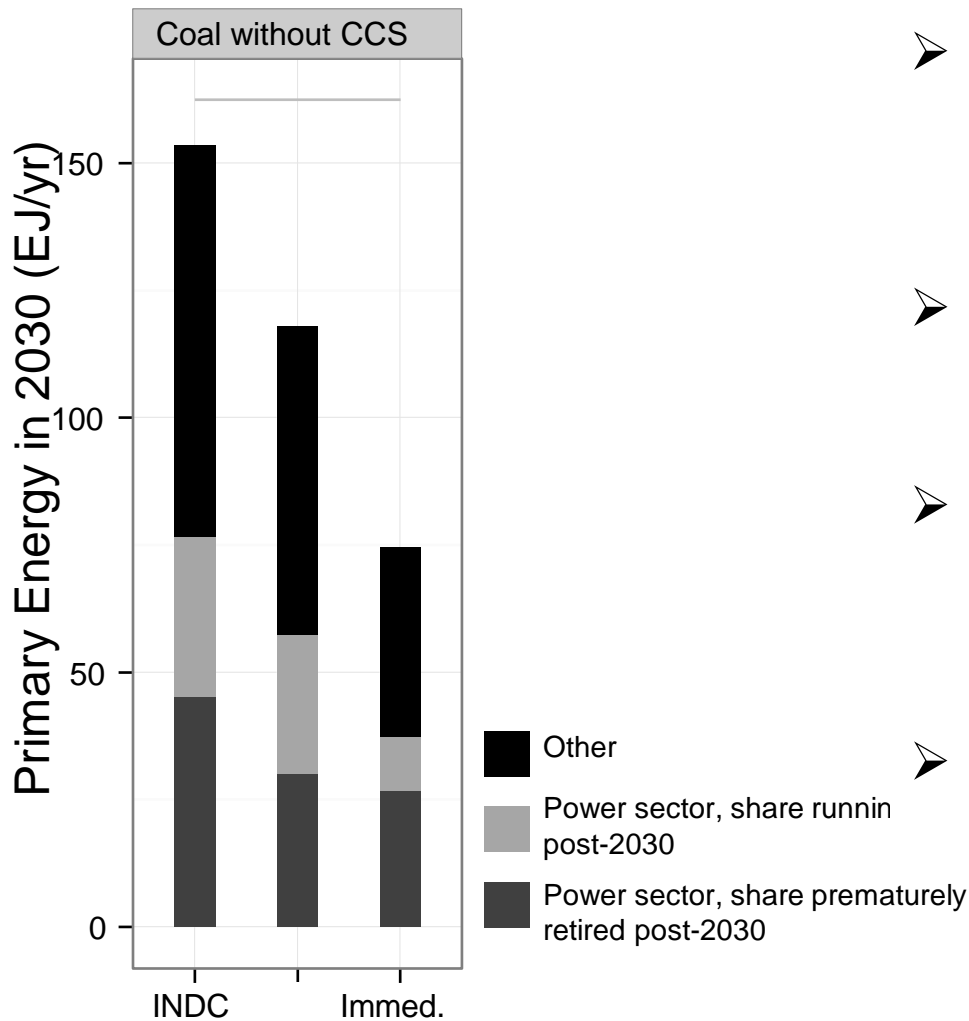 Coal without CCS
Primary Energy in 2030 (EJ/yr)
150
100
50
0
INDC
Immed.
Other
Power sector, share runnin
post-2030
Power sector, share prematurely
retired post-2030